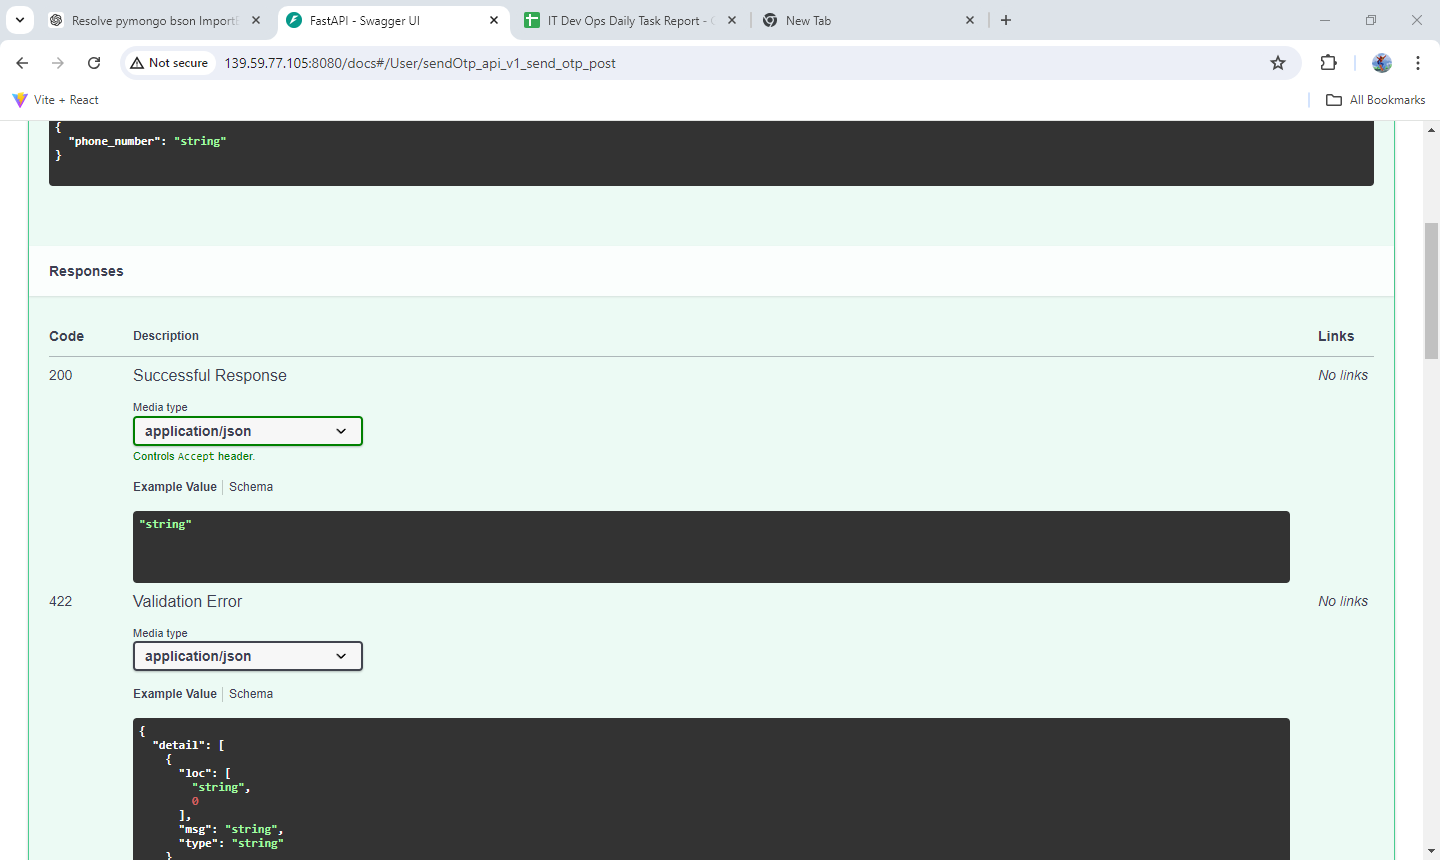 Resolve pymongo bson ImportE
FastAPI - Swagger UI
IT Dev Ops Daily Task Report - G
New Tab
Not secure
139.59.77.105:8080/docs#/User/sendOtp_api_v1_send_otp_post
Vite + React
All Bookmarks
{
"phone_number": "string"
}
Responses
Code Description Links
200 Successful Response No links
Media type
application/json
Controls Accept header.
Example Value Schema
"string"
422 Validation Error No links
Media type
application/json
Example Value Schema
{
"detail": [
{
"loc": [
"string",
0
],
"msg": "string",
"type": "string"
}